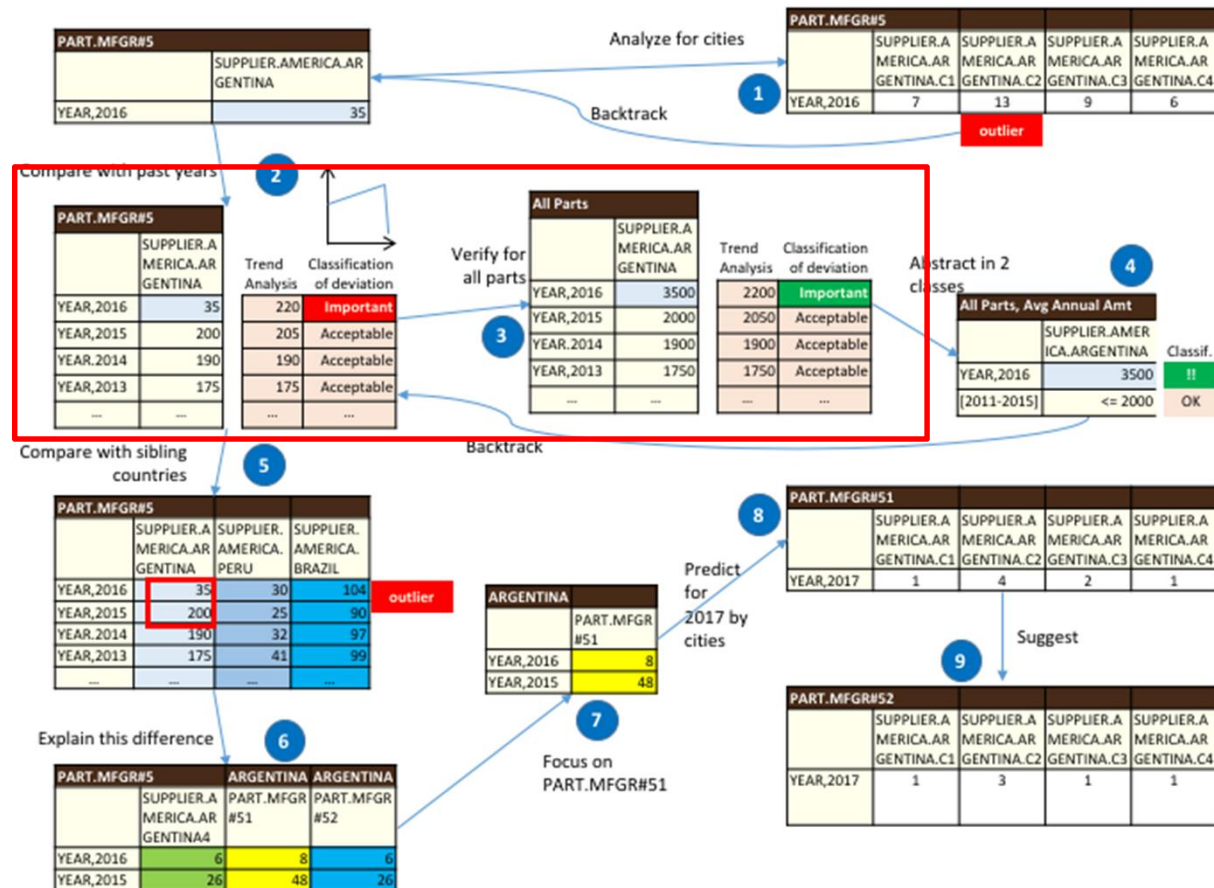 PART.MFGR#5
SUPPLIER.AMERICA.AR
GENTINA
YEAR,2016 35
Analyze for cities
Backtrack
1
PART.MFGR#5
SUPPLIER.A SUPPLIER.A SUPPLIER.A SUPPLIER.A
MERICA.AR MERICA.AR MERICA.AR MERICA.AR
GENTINA.C1 GENTINA.C2 GENTINA.C3 GENTINA.C4
YEAR,2016 7 13 9 6
outlier
Compare with past years
2
PART.MFGR#5
SUPPLIER.A
MERICA.AR
GENTINA
YEAR,2016 35
YEAR,2015 200
YEAR.2014 190
YEAR,2013 175
... ...
Trend Classification
Analysis of deviation
220 Important
205 Acceptable
190 Acceptable
175 Acceptable
... ...
Verify for
all parts
3
All Parts
SUPPLIER.A
MERICA.AR
GENTINA
YEAR,2016 3500
YEAR,2015 2000
YEAR.2014 1900
YEAR,2013 1750
... ...
Trend Classification
Analysis of deviation
2200 Important
2050 Acceptable
1900 Acceptable
1750 Acceptable
... ...
Abstract in 2
classes
4
All Parts, Avg Annual Amt
SUPPLIER.AMER
ICA.ARGENTINA Classif.
YEAR,2016 3500 !!
[2011-2015] <= 2000 OK
Backtrack
Compare with sibling
countries
5
PART.MFGR#5
SUPPLIER.A SUPPLIER. SUPPLIER.
MERICA.AR AMERICA. AMERICA.
GENTINA PERU BRAZIL
YEAR,2016 35 30 104
YEAR,2015 200 25 90
YEAR.2014 190 32 97
YEAR,2013 175 41 99
... ... ... ...
outlier
Explain this difference
6
PART.MFGR#5 ARGENTINA ARGENTINA
SUPPLIER.A PART.MFGR PART.MFGR
MERICA.AR #51 #52
GENTINA4
YEAR,2016 6 8 6
YEAR,2015 26 48 26
ARGENTINA
PART.MFGR
#51
YEAR,2016 8
YEAR,2015 48
7
Focus on
PART.MFGR#51
Predict
for
2017 by
cities
8
PART.MFGR#51
SUPPLIER.A SUPPLIER.A SUPPLIER.A SUPPLIER.A
MERICA.AR MERICA.AR MERICA.AR MERICA.AR
GENTINA.C1 GENTINA.C2 GENTINA.C3 GENTINA.C4
YEAR,2017 1 4 2 1
Suggest
9
PART.MFGR#52
SUPPLIER.A SUPPLIER.A SUPPLIER.A SUPPLIER.A
MERICA.AR MERICA.AR MERICA.AR MERICA.AR
GENTINA.C1 GENTINA.C2 GENTINA.C3 GENTINA.C4
YEAR,2017 1 3 1 1